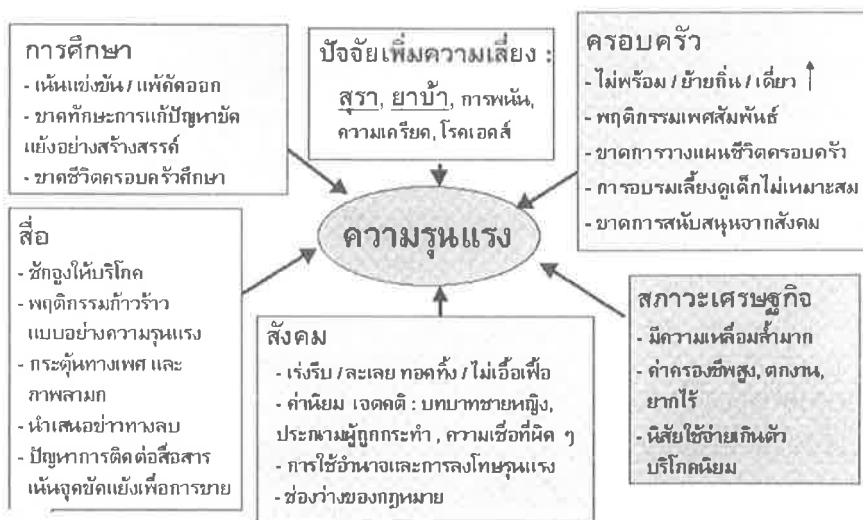 การศึกษา
- เน้นแข่งขัน / แพ้คัดออก
- ขาดทักษะการแก้ปัญหาขัด
แย้งอย่างสร้างสรรค์
- ขาดชีวิตครอบครัวศึกษา
ปัจจัยเพิ่มความเสี่ยง :
สุรา, ยาบ้า, การพนัน,
ความเครียด, โรคเอดส์
ครอบครัว
- ไม่พร้อม / ย้ายถิ่น / เดี่ยว ↑
- พฤติกรรมเพศสัมพันธ์
- ขาดการวางแผนชีวิตครอบครัว
- การอบรมเลี้ยงดูเด็กไม่เหมาะสม
- ขาดการสนับสนุนจากสังคม
ความรุนแรง
สื่อ
- ชักจูงให้บริโภค
- พฤติกรรมก้าวร้าว
แบบอย่างความรุนแรง
- กระตุ้นทางเพศ และ
ภาพลามก
- นำเสนอข่าวทางลบ
- ปัญหาการติดต่อสื่อสาร
เน้นจุดขัดแย้งเพื่อการขาย
สังคม
- เร่งรีบ / ละเลย ทอดทิ้ง / ไม่เอื้อเฟื้อ
- ค่านิยม เจตคติ : บทบาทชายหญิง,
ประณามผู้ถูกกระทำ , ความเชื่อที่ผิด ๆ
- การใช้อำนาจและการลงโทษรุนแรง
- ช่องว่างของกฎหมาย
สภาวะเศรษฐกิจ
- มีความเหลื่อมล้ำมาก
- ค่าครองชีพสูง, ตกงาน,
ยากไร้
- นิสัยใช้จ่ายเกินตัว
บริโภคนิยม